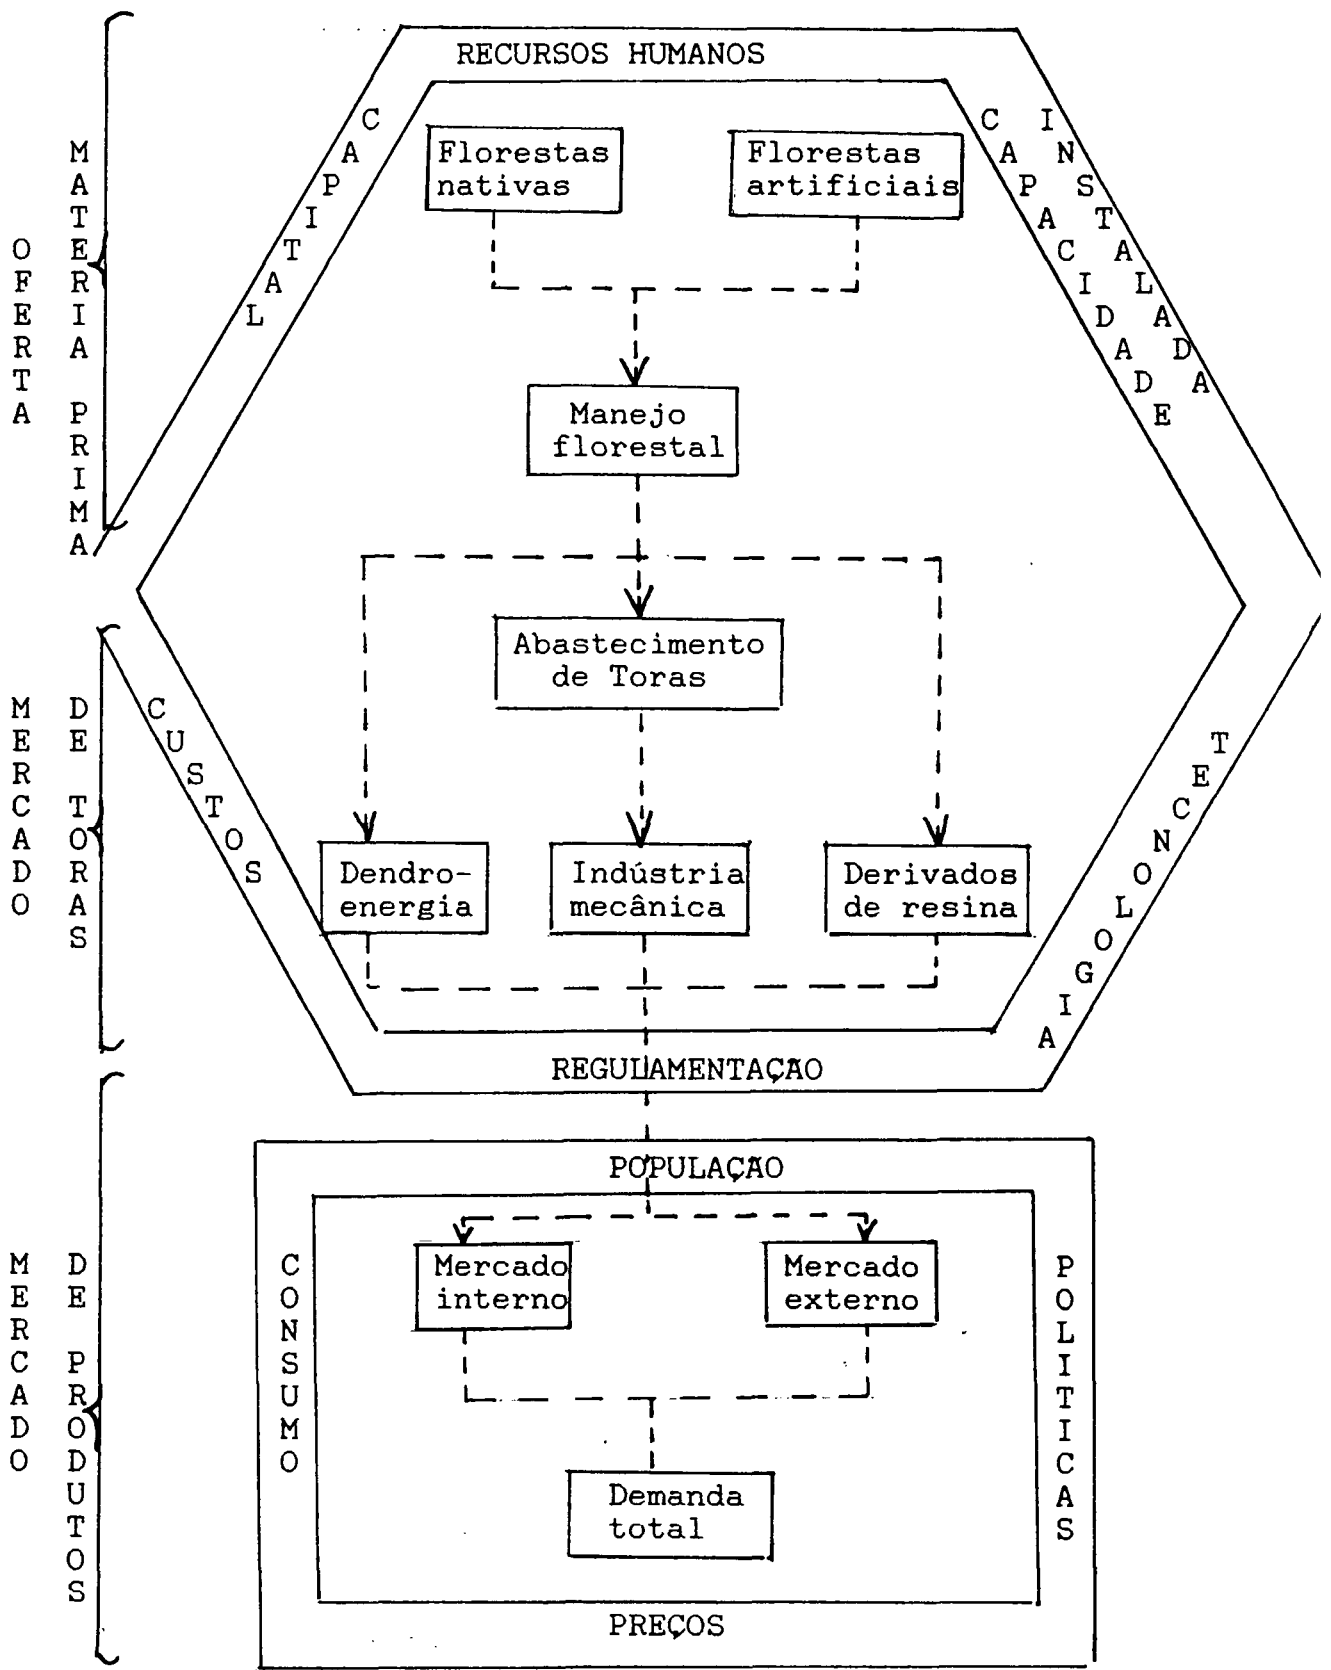 RECURSOS HUMANOS
CAPITAL
CAPACIDADE
INSTALADA
OFERTA
MATERIA PRIMA
Florestas
nativas
Florestas
artificiais
Manejo
florestal
Abastecimento
de Toras
MERCADO
DE TORAS
CUSTOS
TECNOLOGIA
Dendro-
energia
Indústria
mecânica
Derivados
de resina
REGULAMENTAÇÃO
POPULAÇÃO
MERCADO
DE PRODUTOS
CONSUMO
POLITICAS
Mercado
interno
Mercado
externo
Demanda
total
PREÇOS